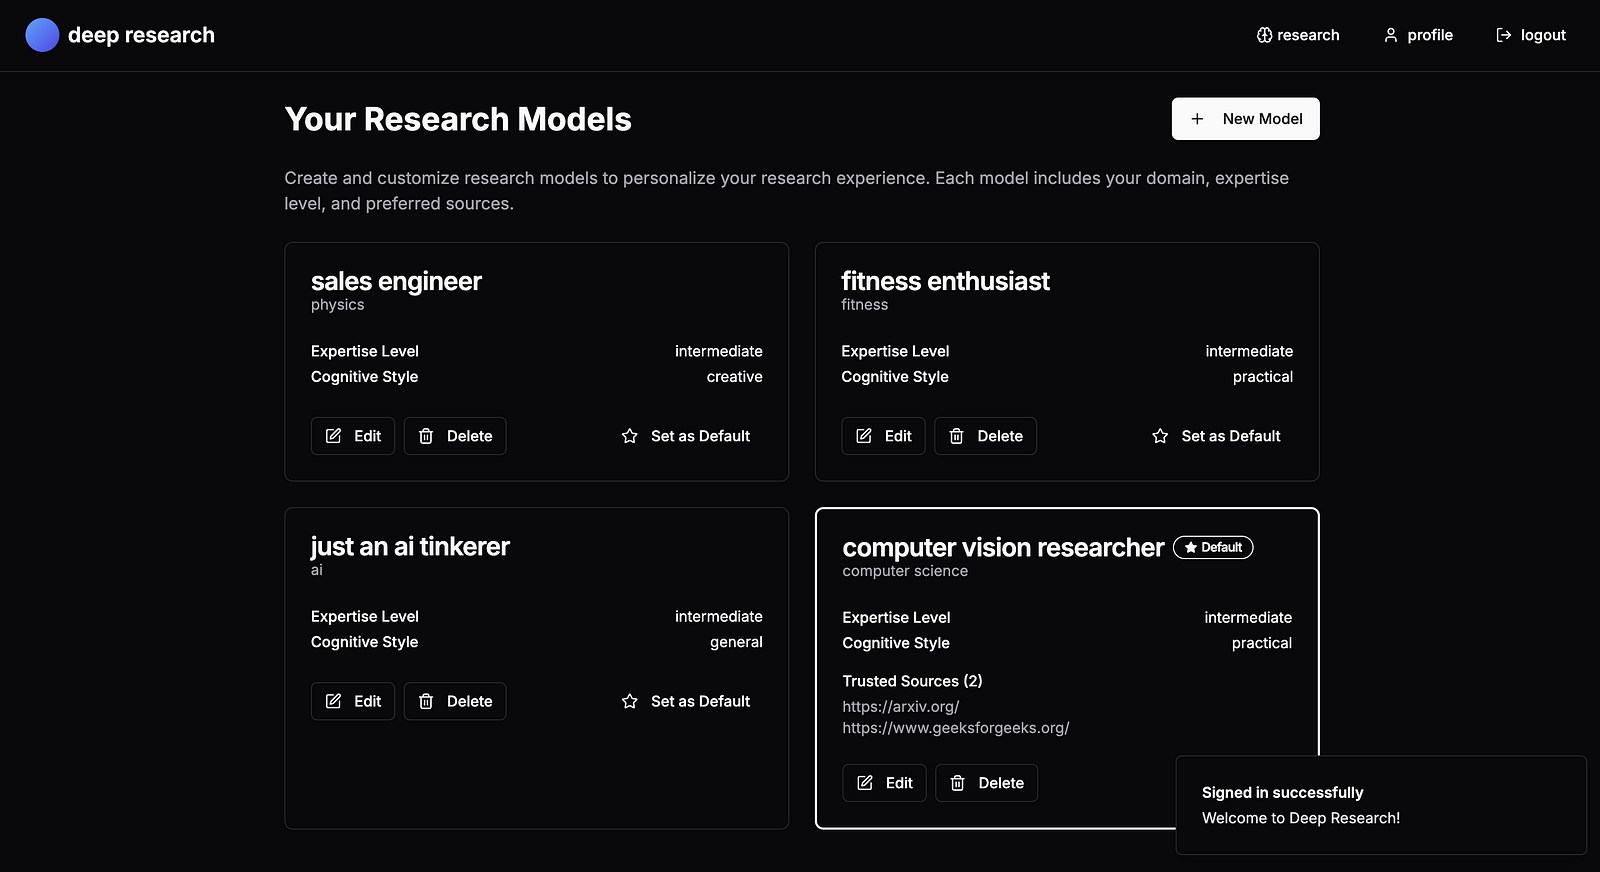 deep research
research
profile
logout
Your Research Models
New Model
Create and customize research models to personalize your research experience. Each model includes your domain, expertise
level, and preferred sources.
sales engineer
physics
Expertise Level intermediate
Cognitive Style creative
Edit Delete Set as Default
fitness enthusiast
fitness
Expertise Level intermediate
Cognitive Style practical
Edit Delete Set as Default
just an ai tinkerer
ai
Expertise Level intermediate
Cognitive Style general
Edit Delete Set as Default
computer vision researcher Default
computer science
Expertise Level intermediate
Cognitive Style practical
Trusted Sources (2)
https://arxiv.org/
https://www.geeksforgeeks.org/
Edit Delete
Signed in successfully
Welcome to Deep Research!